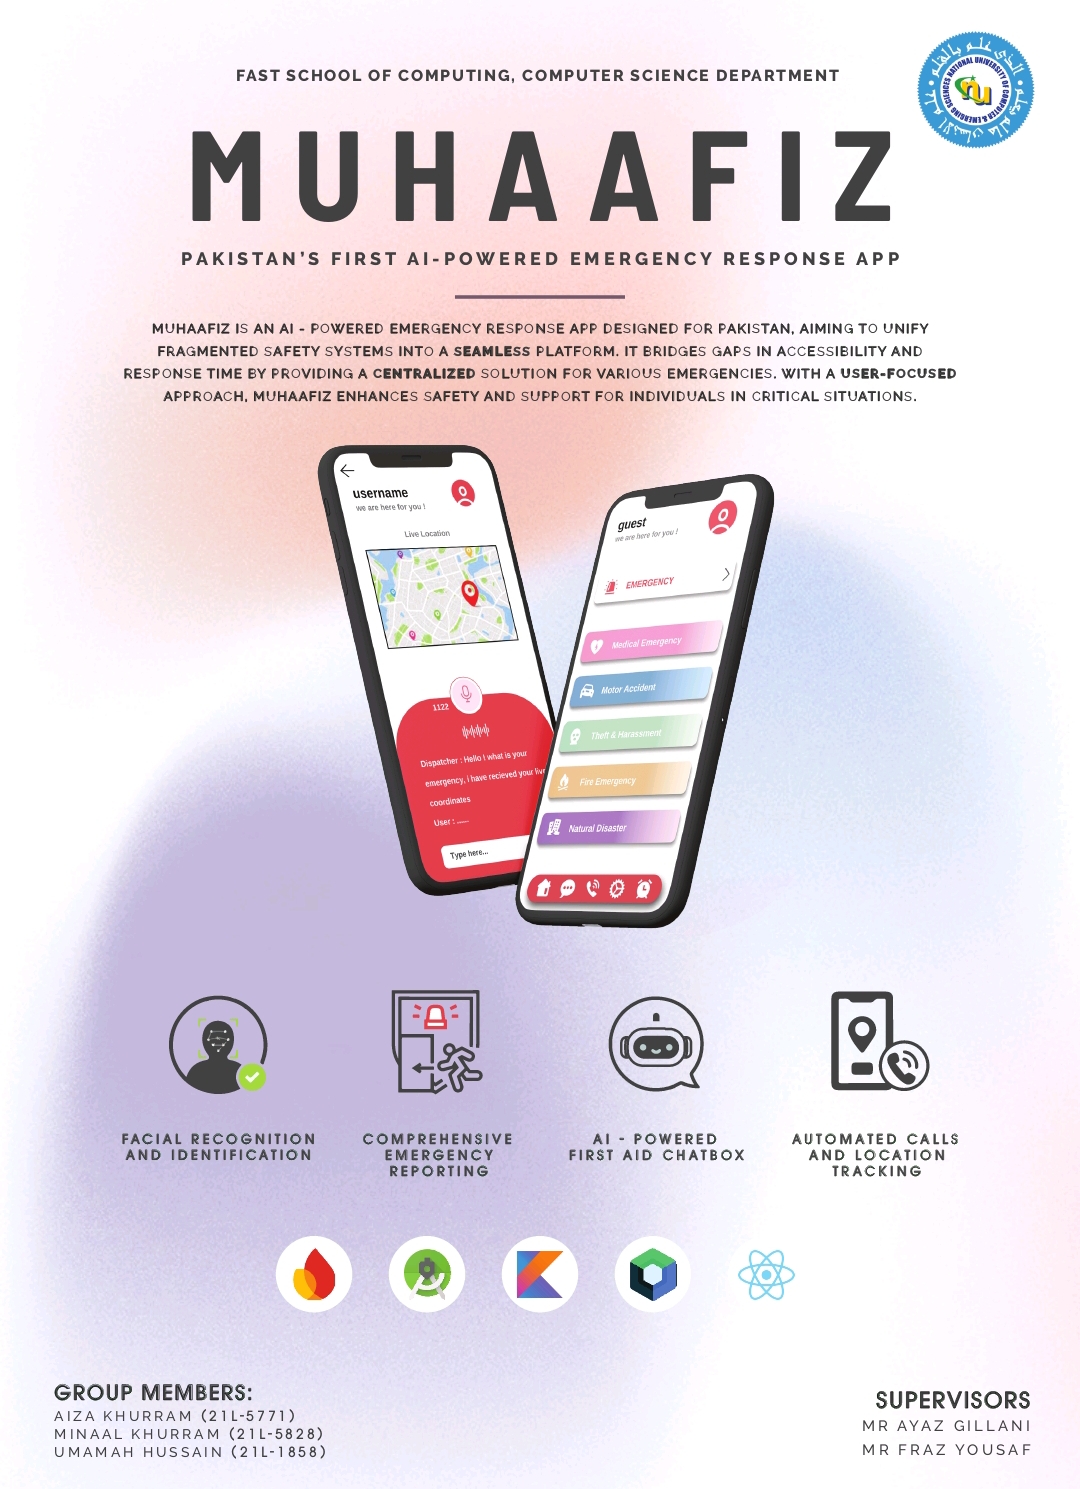 FAST SCHOOL OF COMPUTING, COMPUTER SCIENCE DEPARTMENT
NATIONAL UNIVERSITY OF COMPUTER & EMERGING SCIENCES
nu
MUHAAFIZ
PAKISTAN'S FIRST AI-POWERED EMERGENCY RESPONSE APP
MUHAAFIZ IS AN AI - POWERED EMERGENCY RESPONSE APP DESIGNED FOR PAKISTAN, AIMING TO UNIFY
FRAGMENTED SAFETY SYSTEMS INTO A SEAMLESS PLATFORM. IT BRIDGES GAPS IN ACCESSIBILITY AND
RESPONSE TIME BY PROVIDING A CENTRALIZED SOLUTION FOR VARIOUS EMERGENCIES. WITH A USER-FOCUSED
APPROACH, MUHAAFIZ ENHANCES SAFETY AND SUPPORT FOR INDIVIDUALS IN CRITICAL SITUATIONS.
username
we are here for you !
Live Location
1122
Dispatcher : Hello ! what is your
emergency, i have recieved your live
coordinates
User : .......
Type here...
guest
we are here for you !
EMERGENCY
Medical Emergency
Motor Accident
Theft & Harassment
Fire Emergency
Natural Disaster
FACIAL RECOGNITION
AND IDENTIFICATION
COMPREHENSIVE
EMERGENCY
REPORTING
AI - POWERED
FIRST AID CHATBOX
AUTOMATED CALLS
AND LOCATION
TRACKING
GROUP MEMBERS:
AIZA KHURRAM (21L-5771)
MINAAL KHURRAM (21L-5828)
UMAMAH HUSSAIN (21L-1858)
SUPERVISORS
MR AYAZ GILLANI
MR FRAZ YOUSAF